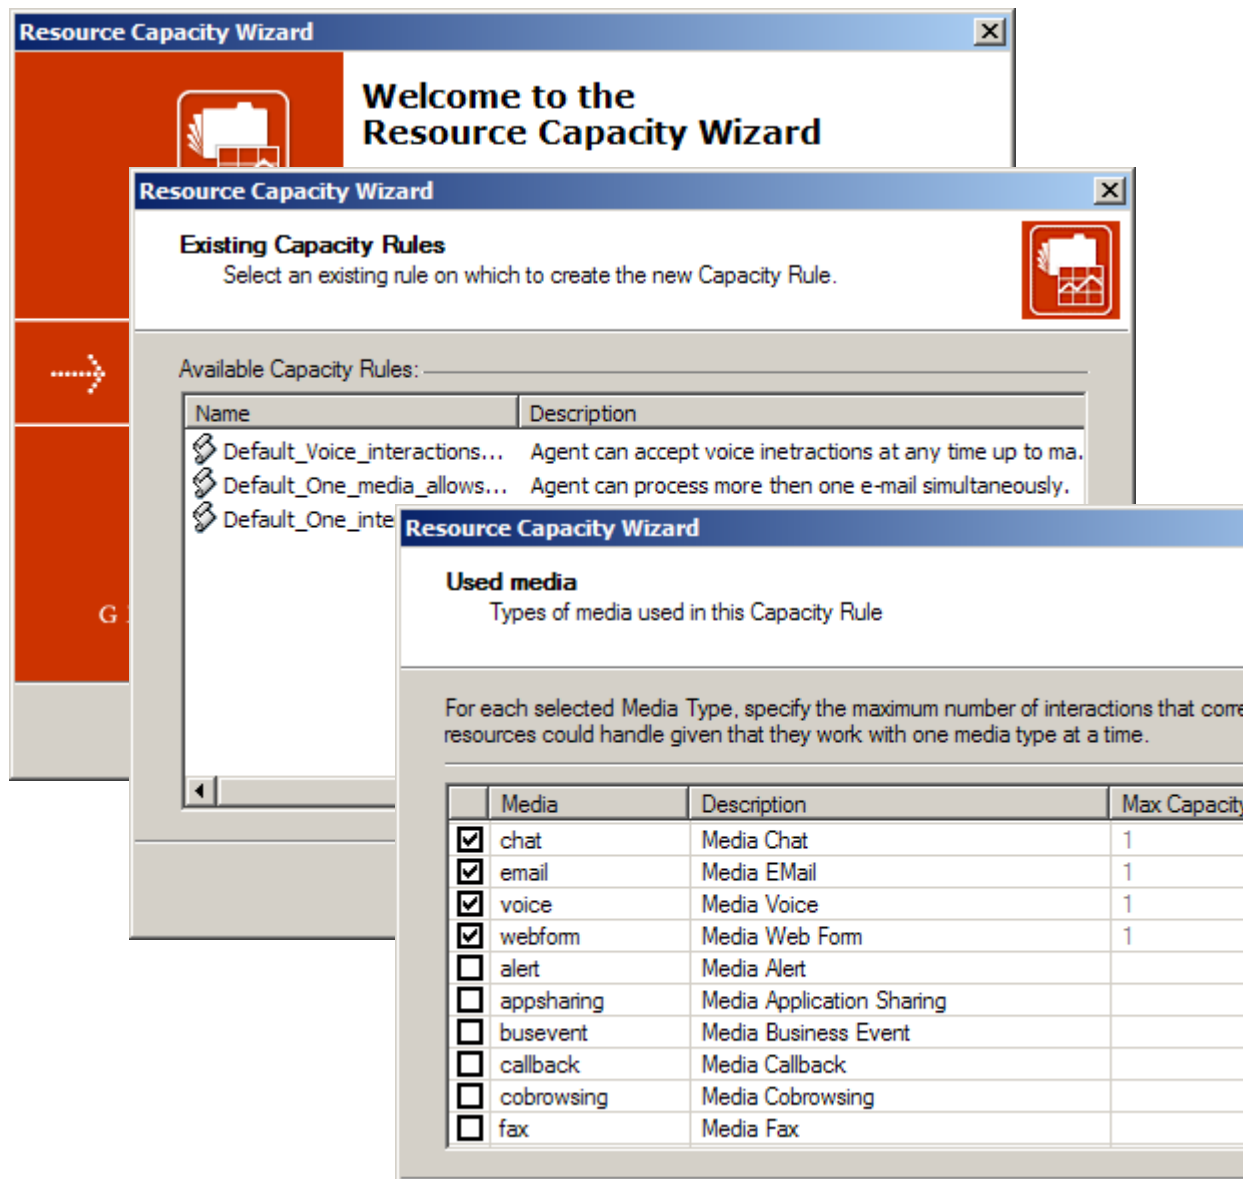 Resource Capacity Wizard
Welcome to the
Resource Capacity Wizard
Resource Capacity Wizard
Existing Capacity Rules
Select an existing rule on which to create the new Capacity Rule.
Available Capacity Rules:
Name Description
Default_Voice_interactions... Agent can accept voice inetractions at any time up to ma.
Default_One_media_allows... Agent can process more then one e-mail simultaneously.
Default_One_inte
G
Resource Capacity Wizard
Used media
Types of media used in this Capacity Rule
For each selected Media Type, specify the maximum number of interactions that corre
resources could handle given that they work with one media type at a time.
Media Description Max Capacity
chat Media Chat 1
email Media EMail 1
voice Media Voice 1
webform Media Web Form 1
alert Media Alert
appsharing Media Application Sharing
busevent Media Business Event
callback Media Callback
cobrowsing Media Cobrowsing
fax Media Fax